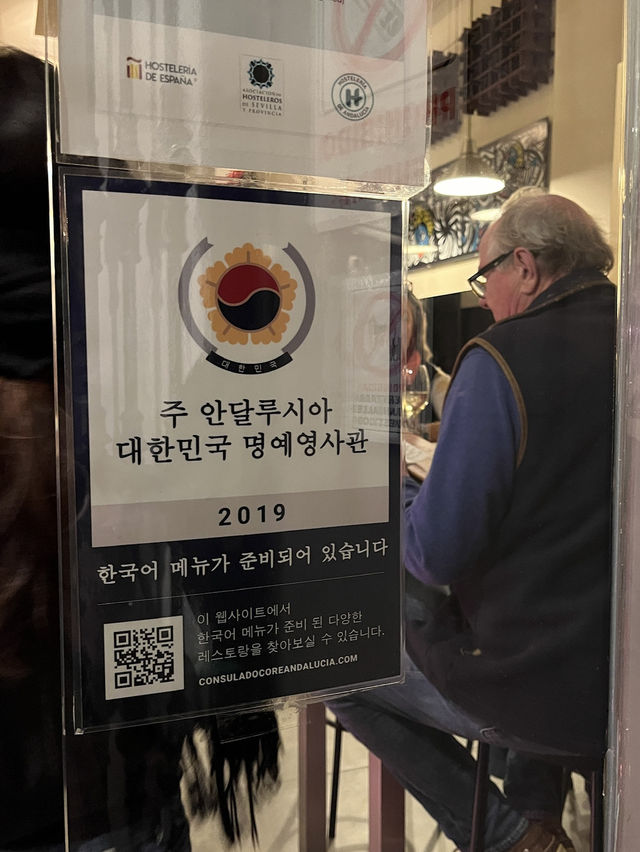 HOSTELERÍA
DE ESPAÑA
ASOCIACIÓN DE
HOSTELEROS
DE SEVILLA
Y PROVINCIA
HOSTELERÍA
DE ANDALUCÍA
대한민국
주 안달루시아
대한민국 명예영사관
2019
한국어 메뉴가 준비되어 있습니다
이 웹사이트에서
한국어 메뉴가 준비 된 다양한
레스토랑을 찾아보실 수 있습니다.
CONSULADOCOREANDALUCIA.COM